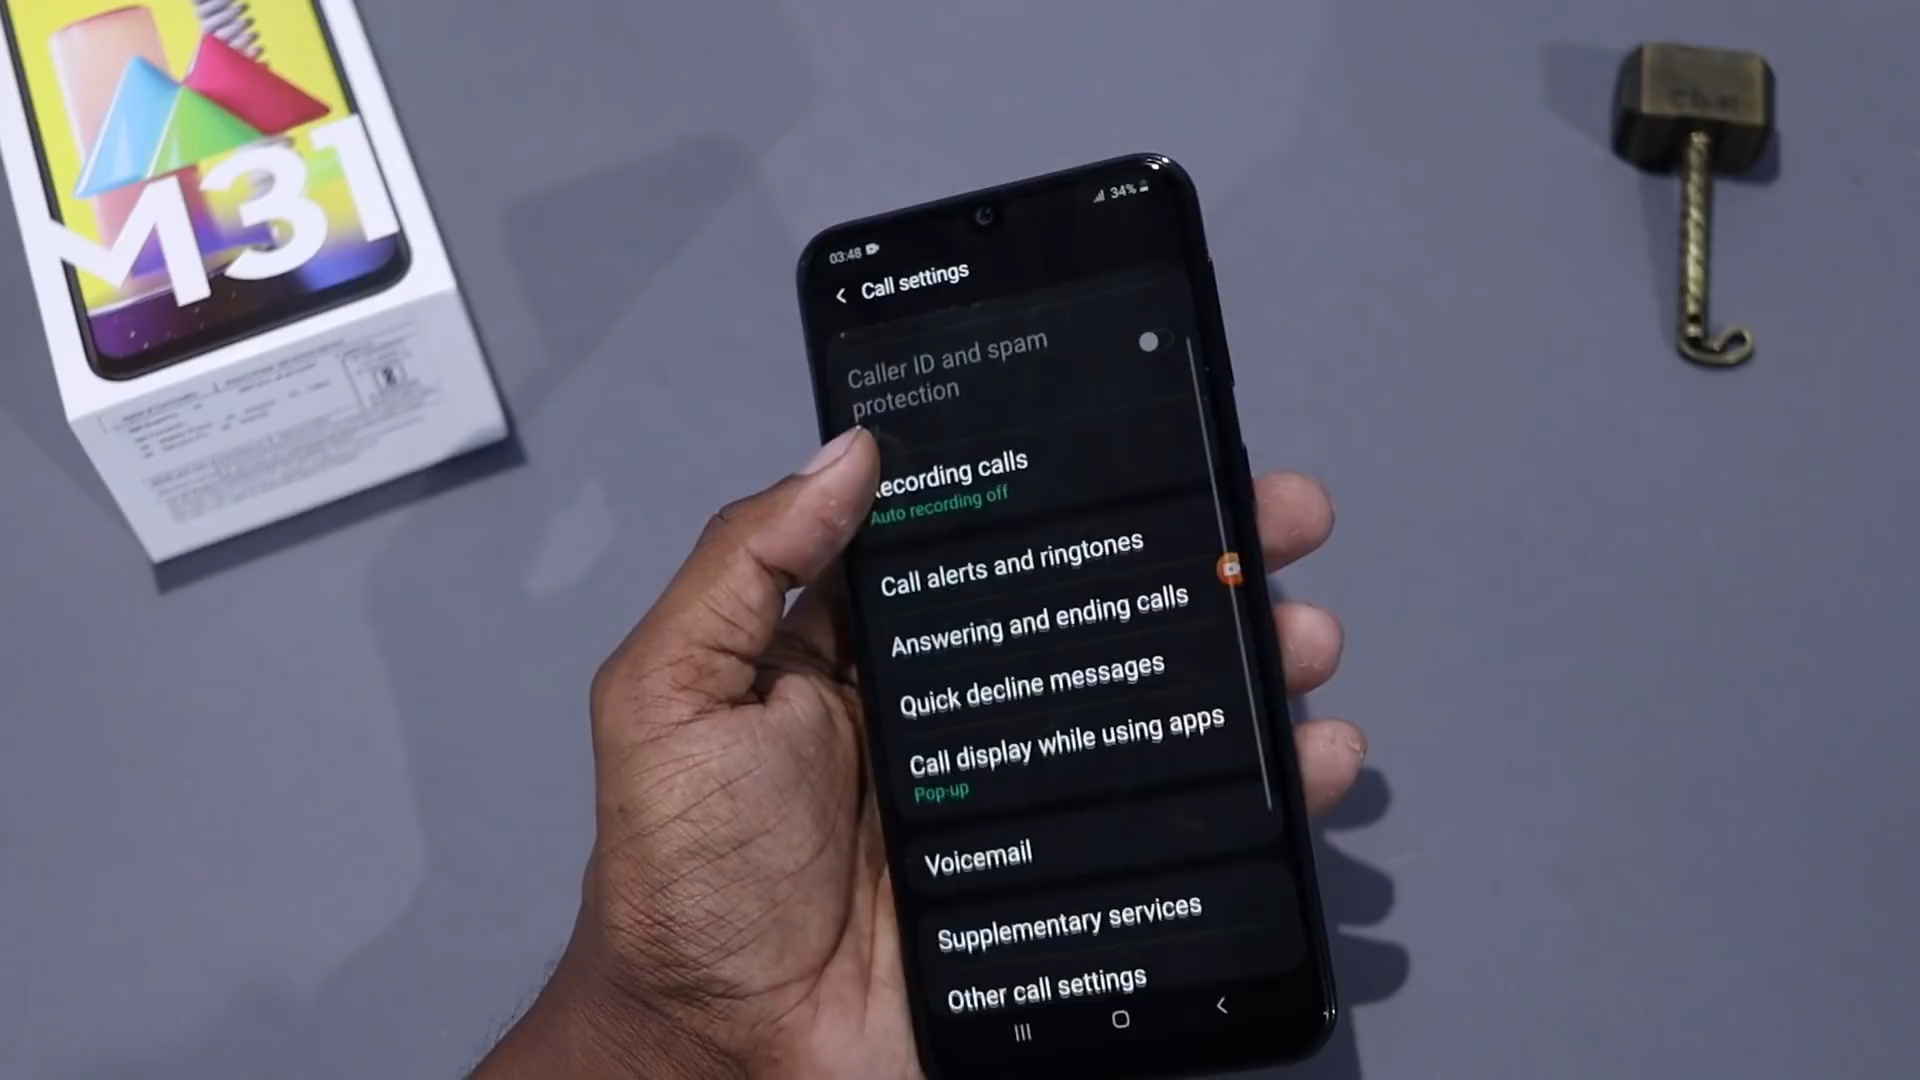 M31
34%
03:48
Call settings
Caller ID and spam
protection
ecording calls
Auto recording off
Call alerts and ringtones
Answering and ending calls
Quick decline messages
Call display while using apps
Pop-up
Voicemail
Supplementary services
Other call settings